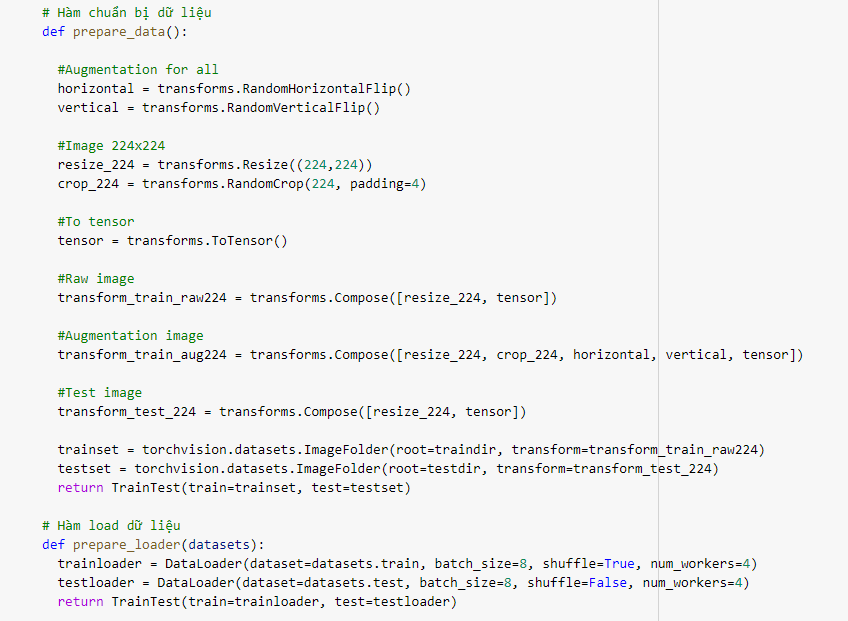 # Hàm chuẩn bị dữ liệu
def prepare_data():
#Augmentation for all
horizontal = transforms.RandomHorizontalFlip()
vertical = transforms.RandomVerticalFlip()
#Image 224x224
resize_224 = transforms.Resize((224,224))
crop_224 = transforms.RandomCrop(224, padding=4)
#To tensor
tensor = transforms.ToTensor()
#Raw image
transform_train_raw224 = transforms.Compose([resize_224, tensor])
#Augmentation image
transform_train_aug224 = transforms.Compose([resize_224, crop_224, horizontal, vertical, tensor])
#Test image
transform_test_224 = transforms.Compose([resize_224, tensor])
trainset = torchvision.datasets.ImageFolder(root=traindir, transform=transform_train_raw224)
testset = torchvision.datasets.ImageFolder(root=testdir, transform=transform_test_224)
return TrainTest(train=trainset, test=testset)
# Hàm load dữ liệu
def prepare_loader(datasets):
trainloader = DataLoader(dataset=datasets.train, batch_size=8, shuffle=True, num_workers=4)
testloader = DataLoader(dataset=datasets.test, batch_size=8, shuffle=False, num_workers=4)
return TrainTest(train=trainloader, test=testloader)